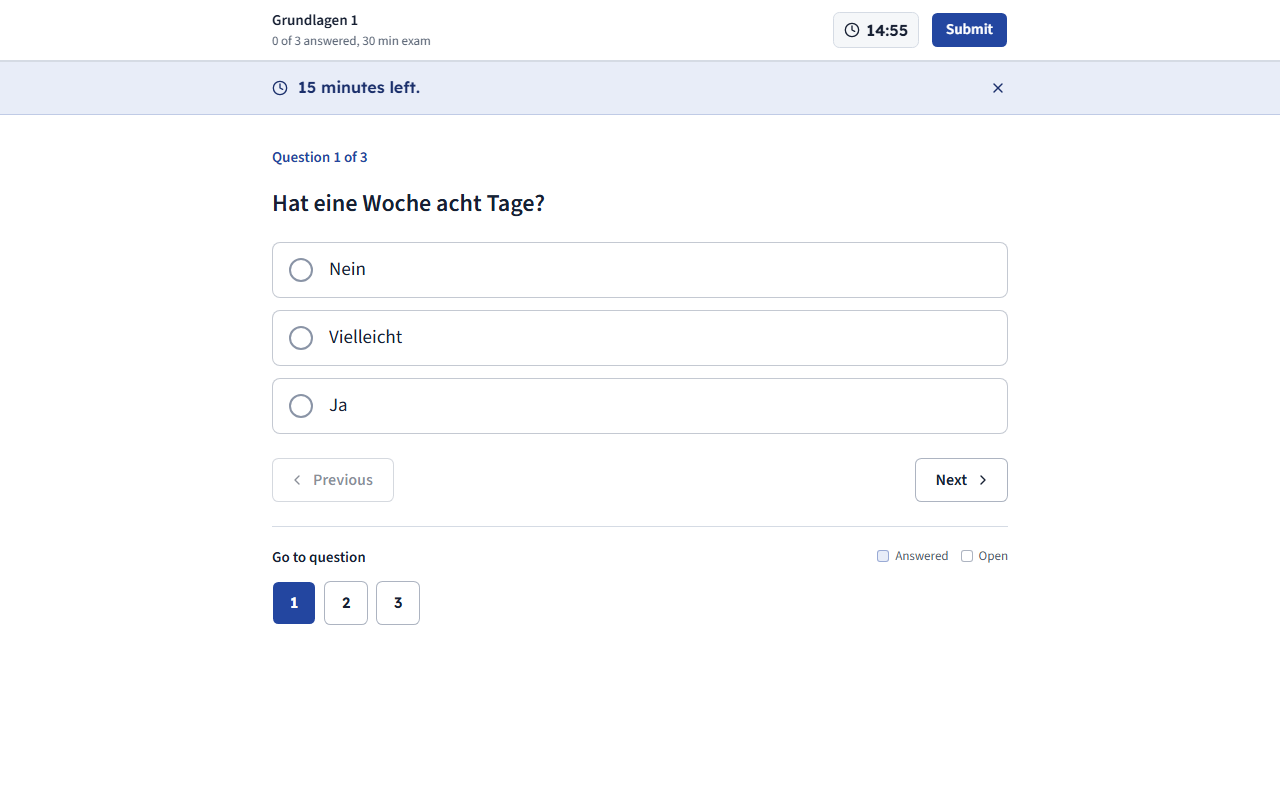 Grundlagen 1
0 of 3 answered, 30 min exam
14:55
Submit
15 minutes left.
Question 1 of 3
Hat eine Woche acht Tage?
Nein
Vielleicht
Ja
Previous
Next
Go to question
Answered
Open
1
2
3